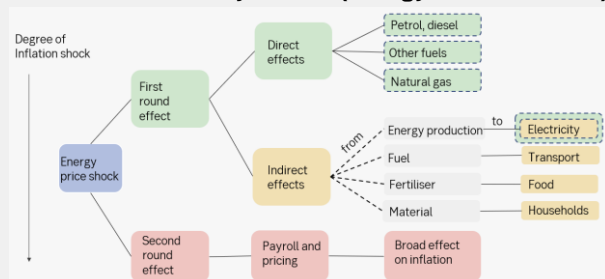 Degree of
Inflation shock
Energy
price shock
First
round
effect
Direct
effects
Petrol, diesel
Other fuels
Natural gas
Indirect
effects
from
Energy production
to
Electricity
Fuel
Transport
Fertiliser
Food
Material
Households
Second
round
effect
Payroll and
pricing
Broad effect
on inflation